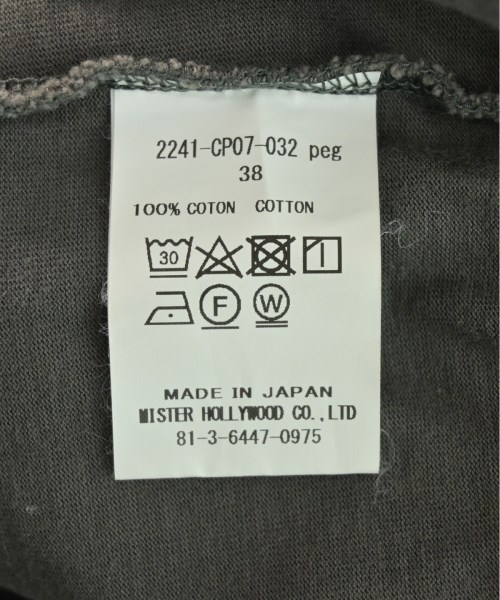 2241-CP07-032 peg
38
100% COTON COTTON
30
F W
MADE IN JAPAN
MISTER HOLLYWOOD CO.,LTD
81-3-6447-0975